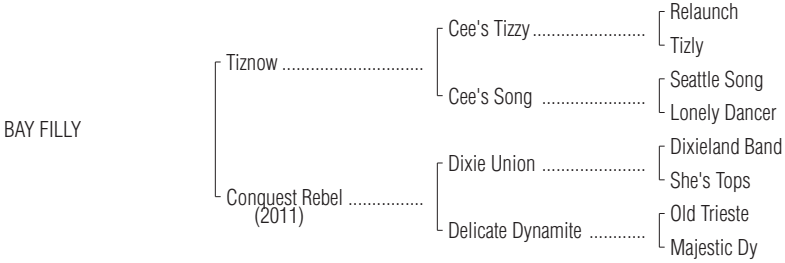 Relaunch
Cee's Tizzy ........................
Tizly
Tiznow ..............................
Seattle Song
Cee's Song ......................
Lonely Dancer
BAY FILLY
Dixieland Band
Dixie Union ......................
She's Tops
Conquest Rebel ................
(2011)
Old Trieste
Delicate Dynamite ............
Majestic Dy